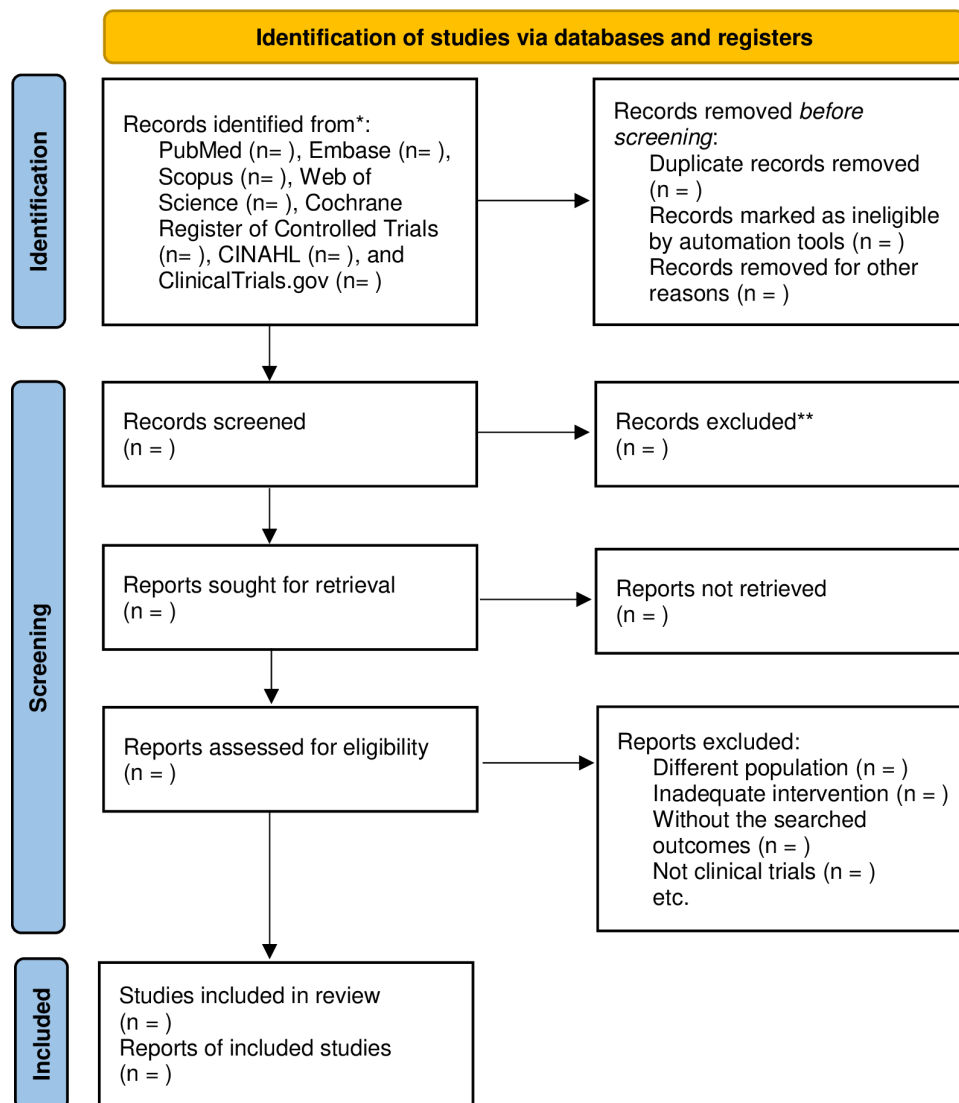 Identification of studies via databases and registers
Identification
Records identified from*:
PubMed (n= ), Embase (n= ),
Scopus (n= ), Web of
Science (n= ), Cochrane
Register of Controlled Trials
(n= ), CINAHL (n= ), and
ClinicalTrials.gov (n= )
Records removed before
screening:
Duplicate records removed
(n = )
Records marked as ineligible
by automation tools (n = )
Records removed for other
reasons (n = )
Screening
Records screened
(n = )
Records excluded**
(n = )
Reports sought for retrieval
(n = )
Reports not retrieved
(n = )
Reports assessed for eligibility
(n = )
Reports excluded:
Different population (n = )
Inadequate intervention (n = )
Without the searched
outcomes (n = )
Not clinical trials (n = )
etc.
Included
Studies included in review
(n = )
Reports of included studies
(n = )